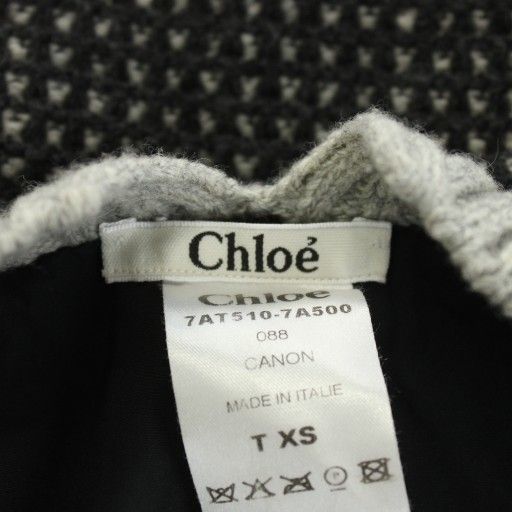 Chloé
Chloé
7AT510-7A500
088
CANON
MADE IN ITALIE
T XS